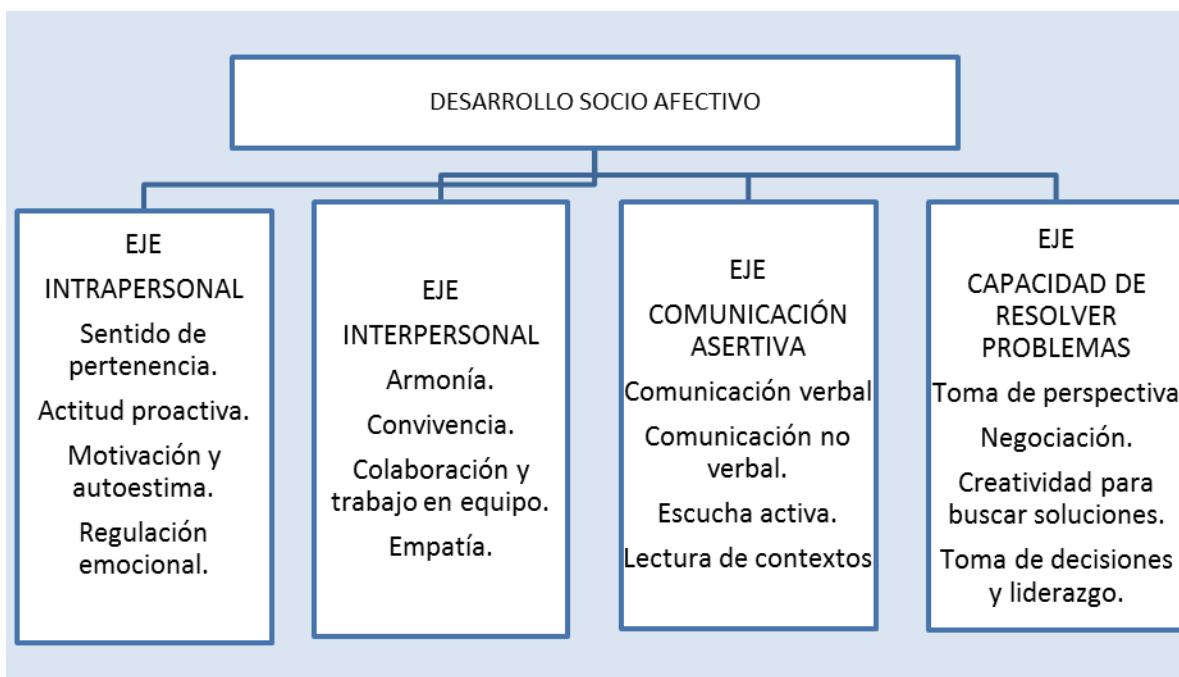 DESARROLLO SOCIO AFECTIVO
EJE
INTRAPERSONAL
Sentido de
pertenencia.
Actitud proactiva.
Motivación y
autoestima.
Regulación
emocional.
EJE
INTERPERSONAL
Armonía.
Convivencia.
Colaboración y
trabajo en equipo.
Empatía.
EJE
COMUNICACIÓN
ASERTIVA
Comunicación verbal
Comunicación no
verbal.
Escucha activa.
Lectura de contextos
EJE
CAPACIDAD DE
RESOLVER
PROBLEMAS
Toma de perspectiva
Negociación.
Creatividad para
buscar soluciones.
Toma de decisiones
y liderazgo.